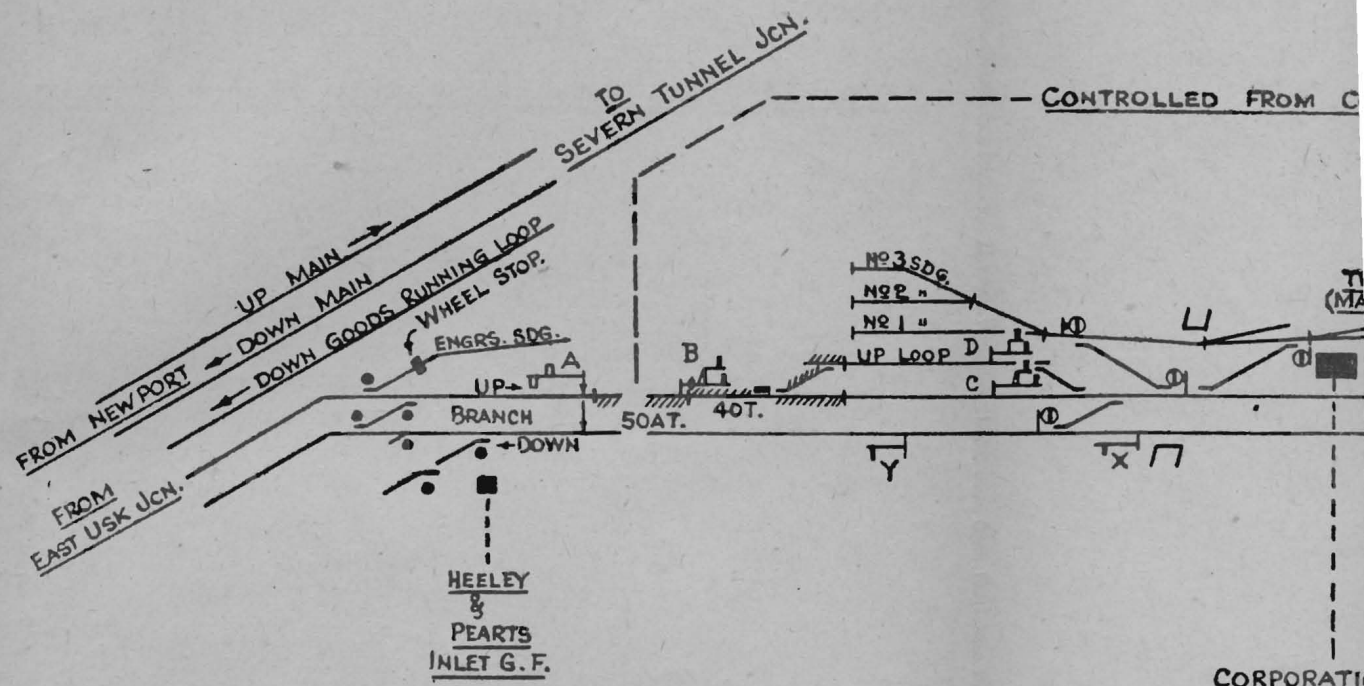 TO
SEVERN TUNNEL JCN.
CONTROLLED FROM C
UP MAIN
DOWN MAIN
DOWN GOODS RUNNING LOOP
WHEEL STOP.
ENGRS. SDG.
FROM NEWPORT
FROM
EAST USK JCN.
UP
A
BRANCH
DOWN
50AT.
B
40T.
Nº 3 SDG.
Nº 2 "
Nº 1 "
UP LOOP
D
C
Y
X
(MA
HEELEY
&
PEARTS
INLET G.F.
CORPORATI